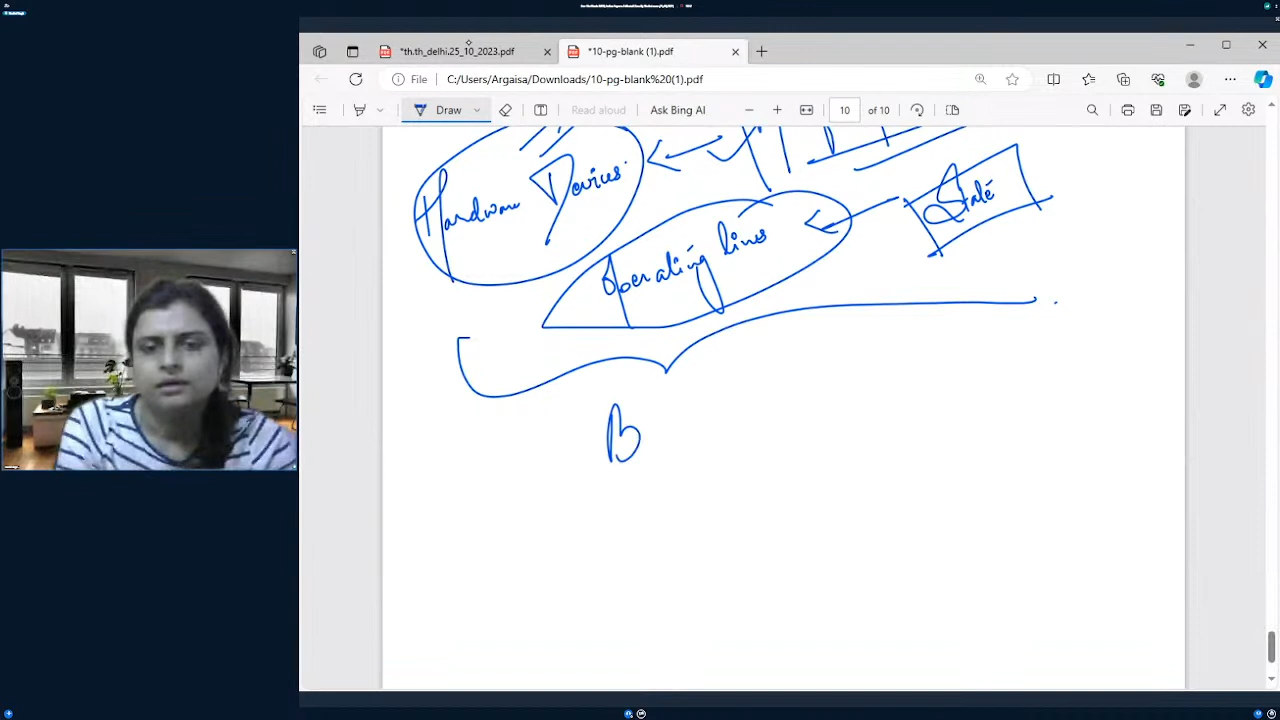 *th.th_delhi.25_10_2023.pdf
*10-pg-blank (1).pdf
File
C:/Users/Argaisa/Downloads/10-pg-blank%20(1).pdf
Draw
Read aloud
Ask Bing AI
10
of 10
Hardware Devices
State
Operating lines
B